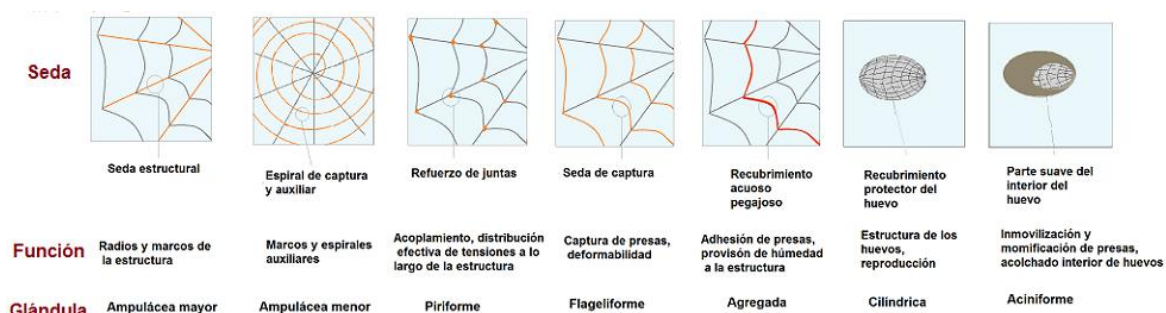 Seda
Seda estructural
Espiral de captura
y auxiliar
Refuerzo de juntas
Seda de captura
Recubrimiento
acuoso
pegajoso
Recubrimiento
protector del
huevo
Parte suave del
interior del
huevo
Función
Radios y marcos de
la estructura
Marcos y espirales
auxiliares
Acoplamiento, distribución
efectiva de tensiones a lo
largo de la estructura
Captura de presas,
deformabilidad
Adhesión de presas,
provisón de húmedad
a la estructura
Estructura de los
huevos,
reproducción
Inmovilización y
momificación de presas,
acolchado interior de huevos
Glándula
Ampulácea mayor
Ampulácea menor
Piriforme
Flageliforme
Agregada
Cilíndrica
Aciniforme